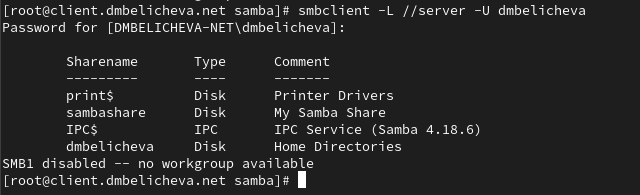 [root@client.dmbelicheva.net samba]# smbclient -L //server -U dmbelicheva
Password for [DMBELICHEVA-NET\dmbelicheva]:
Sharename Type Comment
--------- ---- -------
print$ Disk Printer Drivers
sambashare Disk My Samba Share
IPC$ IPC IPC Service (Samba 4.18.6)
dmbelicheva Disk Home Directories
SMB1 disabled -- no workgroup available
[root@client.dmbelicheva.net samba]#